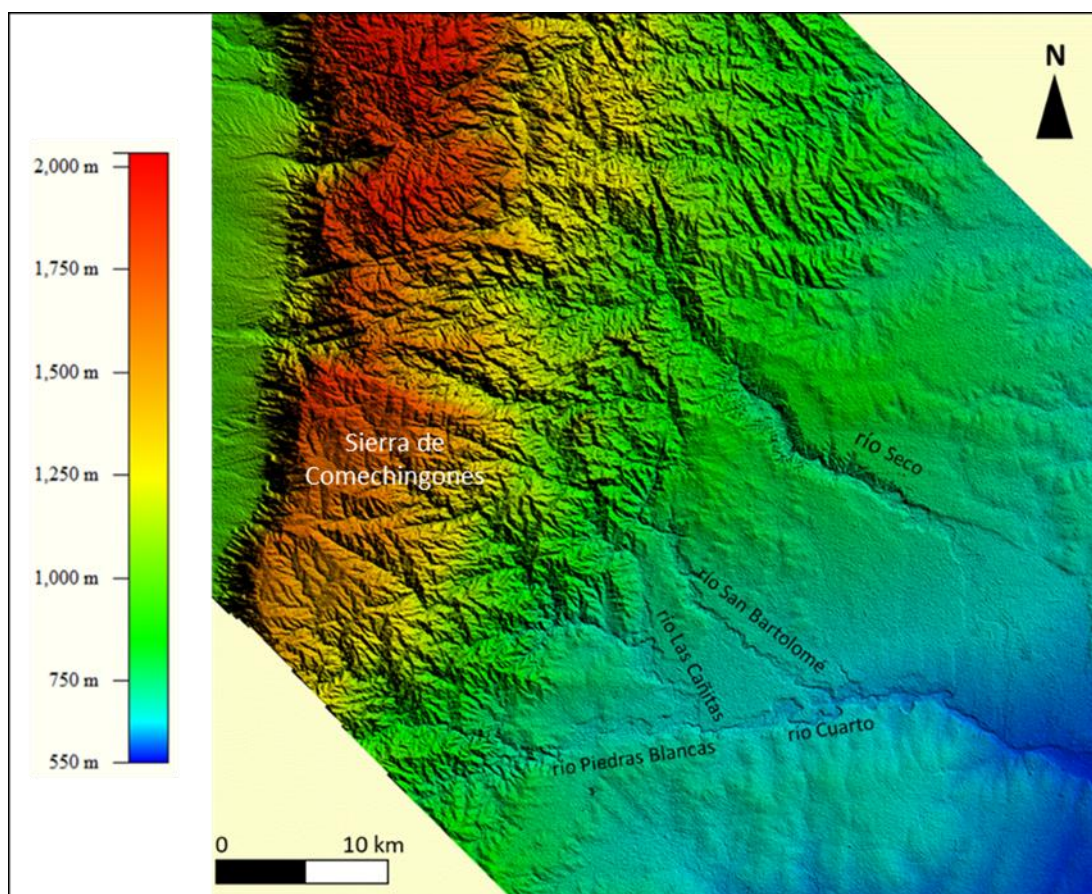 N
2,000 m
1,750 m
1,500 m
1,250 m
1,000 m
750 m
550 m
Sierra de
Comechingones
río Seco
río San Bartolomé
río Las Cañitas
río Cuarto
río Piedras Blancas
0 10 km